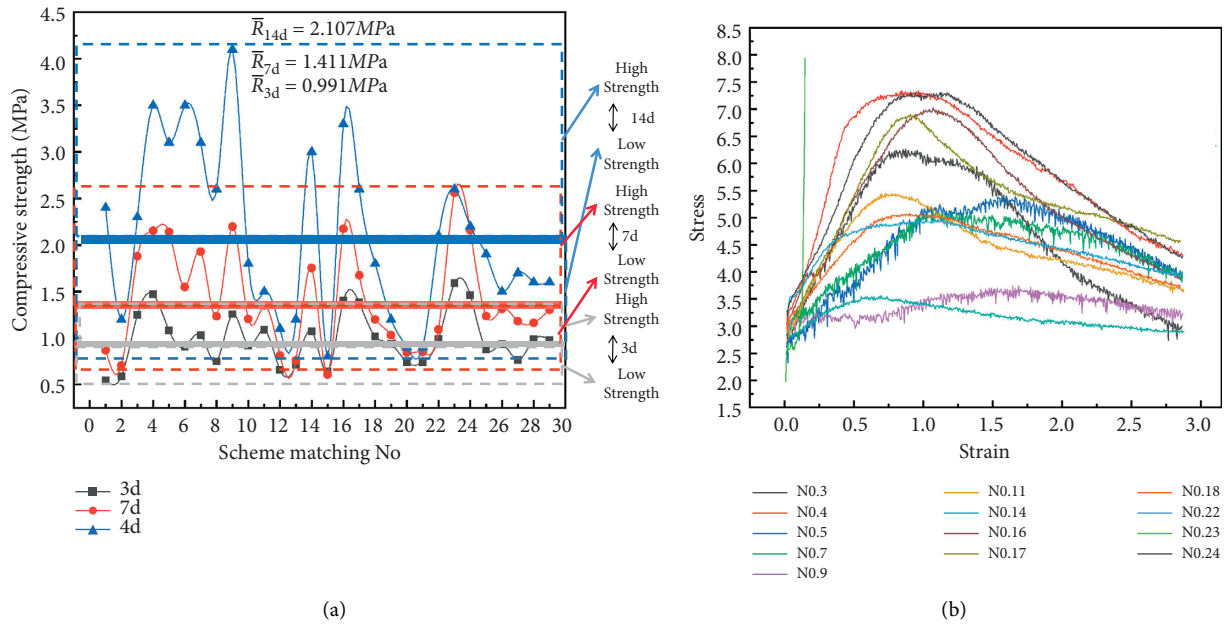 4.5
4.0
3.5
3.0
2.5
2.0
1.5
1.0
0.5
Compressive strength (MPa)
R̅14d = 2.107MPa
R̅7d = 1.411MPa
R̅3d = 0.991MPa
0 2 4 6 8 10 12 14 16 18 20 22 24 26 28 30
Scheme matching No
High
Strength
14d
Low
Strength
High
Strength
7d
Low
Strength
High
Strength
3d
Low
Strength
3d
7d
4d
(a)
8.5
8.0
7.5
7.0
6.5
6.0
5.5
5.0
4.5
4.0
3.5
3.0
2.5
2.0
1.5
Stress
0.0 0.5 1.0 1.5 2.0 2.5 3.0
Strain
N0.3
N0.4
N0.5
N0.7
N0.9
N0.11
N0.14
N0.16
N0.17
N0.18
N0.22
N0.23
N0.24
(b)